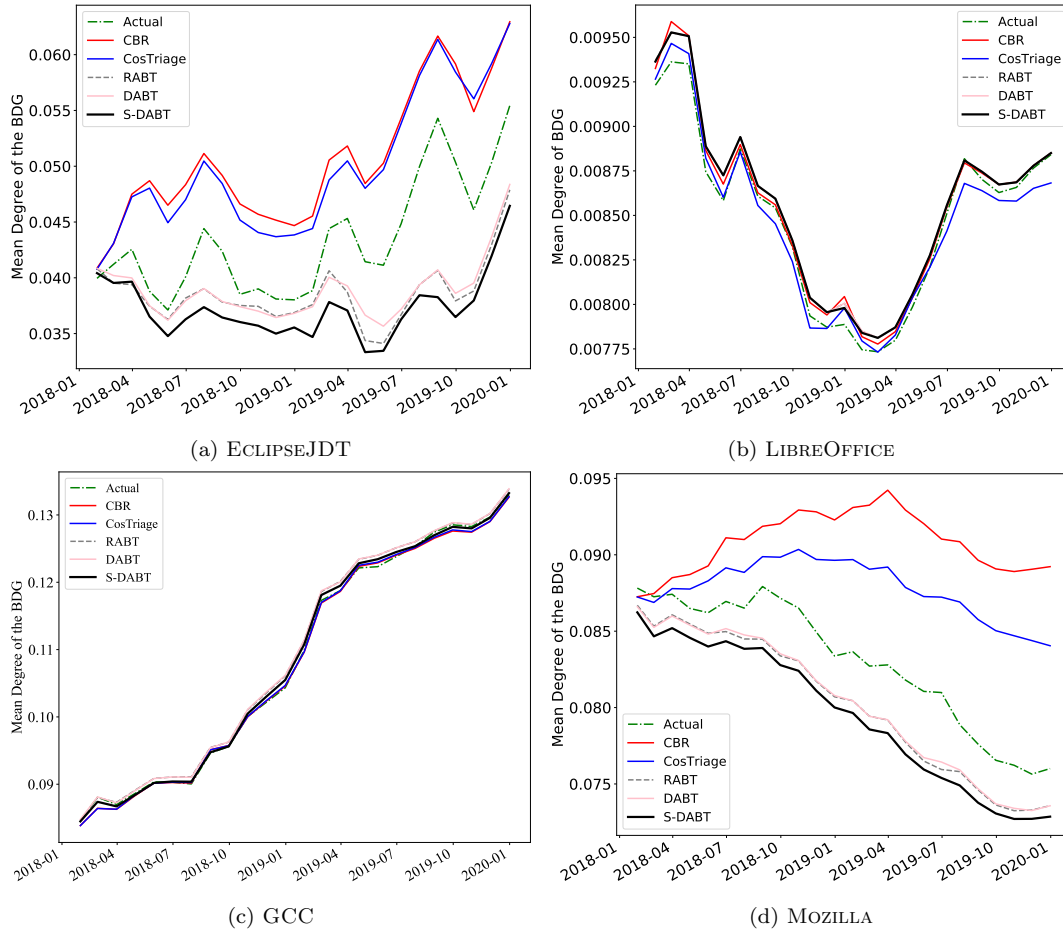 Mean Degree of the BDG
0.060
0.055
0.050
0.045
0.040
0.035
Actual
CBR
CosTriage
RABT
DABT
S-DABT
2018-01
2018-04
2018-07
2018-10
2019-01
2019-04
2019-07
2019-10
2020-01
(a) EclipseJDT
Mean Degree of the BDG
0.00950
0.00925
0.00900
0.00875
0.00850
0.00825
0.00800
0.00775
Actual
CBR
CosTriage
RABT
DABT
S-DABT
2018-01
2018-04
2018-07
2018-10
2019-01
2019-04
2019-07
2019-10
2020-01
(b) LibreOffice
Mean Degree of the BDG
0.13
0.12
0.11
0.10
0.09
Actual
CBR
CosTriage
RABT
DABT
S-DABT
2018-01
2018-04
2018-07
2018-10
2019-01
2019-04
2019-07
2019-10
2020-01
(c) GCC
Mean Degree of the BDG
0.095
0.090
0.085
0.080
0.075
Actual
CBR
CosTriage
RABT
DABT
S-DABT
2018-01
2018-04
2018-07
2018-10
2019-01
2019-04
2019-07
2019-10
2020-01
(d) Mozilla